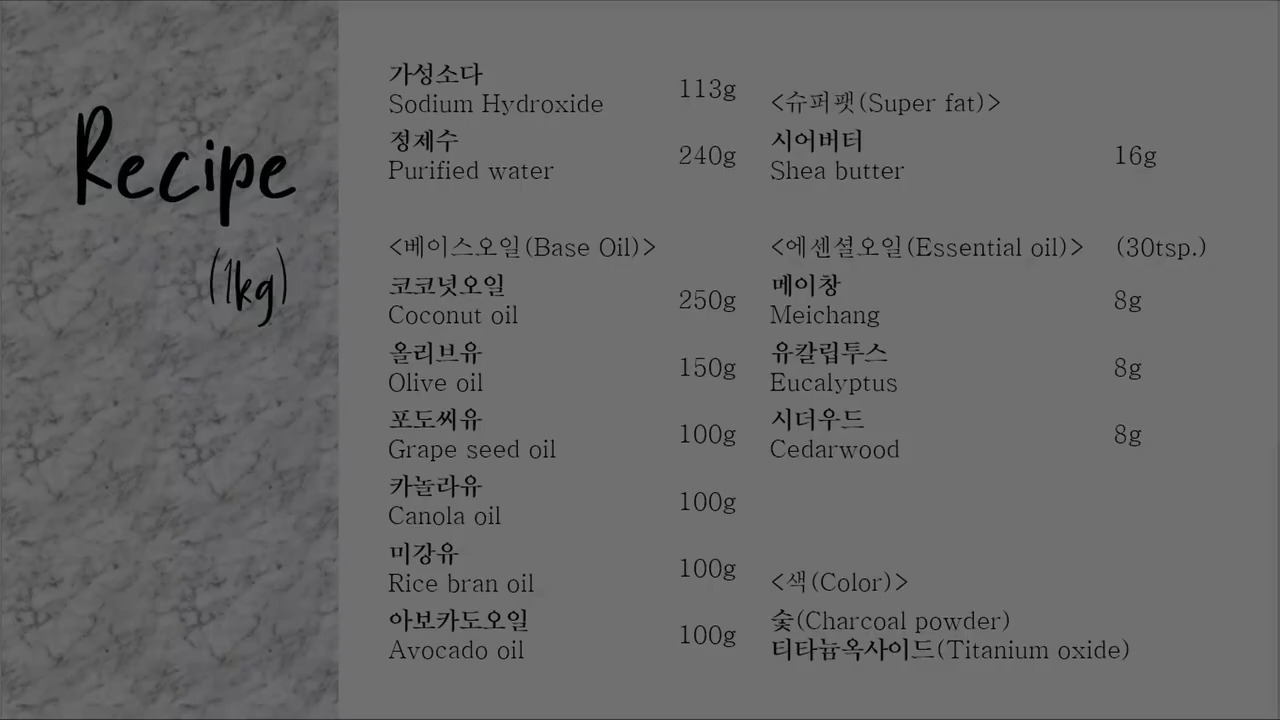 Recipe
(1kg)
가성소다
Sodium Hydroxide
113g
정제수
Purified water
240g
<베이스오일(Base Oil)>
코코넛오일
Coconut oil
250g
올리브유
Olive oil
150g
포도씨유
Grape seed oil
100g
카놀라유
Canola oil
100g
미강유
Rice bran oil
100g
아보카도오일
Avocado oil
100g
<슈퍼팻(Super fat)>
시어버터
Shea butter
16g
<에센셜오일(Essential oil)> (30tsp.)
메이창
Meichang
8g
유칼립투스
Eucalyptus
8g
시더우드
Cedarwood
8g
<색(Color)>
숯(Charcoal powder)
티타늄옥사이드(Titanium oxide)